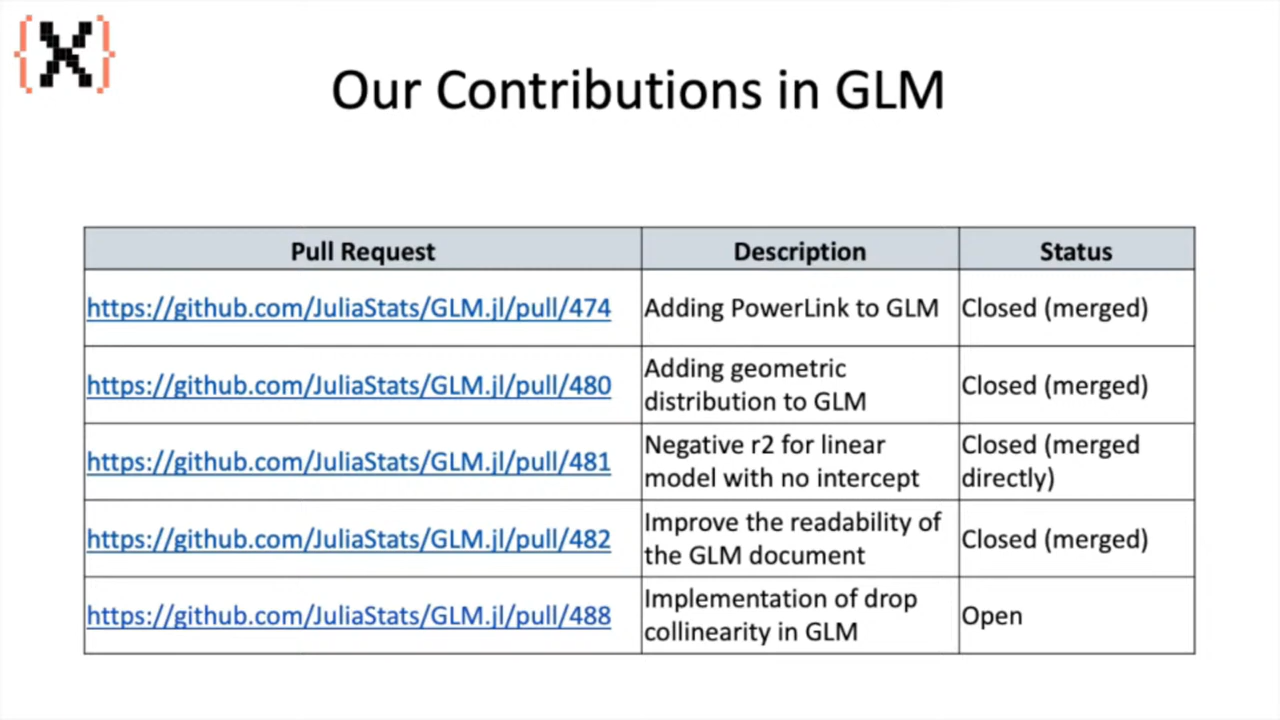 {X}
Our Contributions in GLM
Pull Request Description Status
https://github.com/JuliaStats/GLM.jl/pull/474 Adding PowerLink to GLM Closed (merged)
https://github.com/JuliaStats/GLM.jl/pull/480 Adding geometric distribution to GLM Closed (merged)
https://github.com/JuliaStats/GLM.jl/pull/481 Negative r2 for linear model with no intercept Closed (merged directly)
https://github.com/JuliaStats/GLM.jl/pull/482 Improve the readability of the GLM document Closed (merged)
https://github.com/JuliaStats/GLM.jl/pull/488 Implementation of drop collinearity in GLM Open